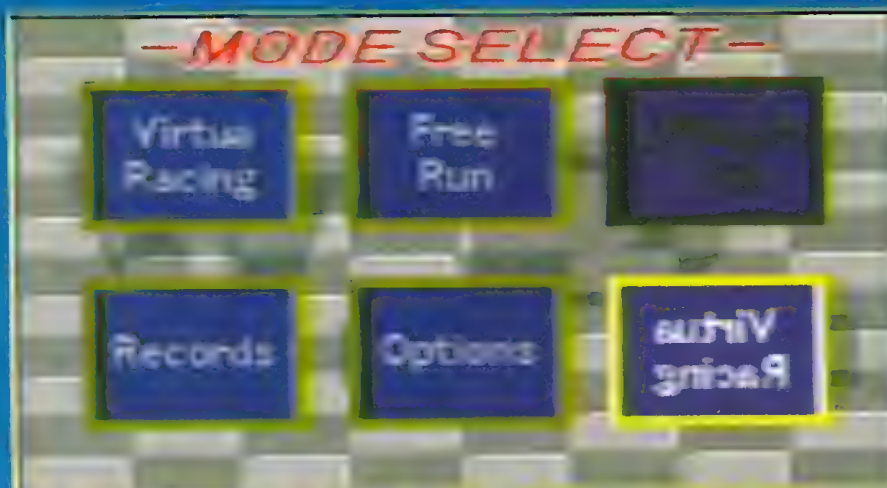 -MODE SELECT-
Virtua
Racing
Free
Run
Records
Options
Virtua
Racing